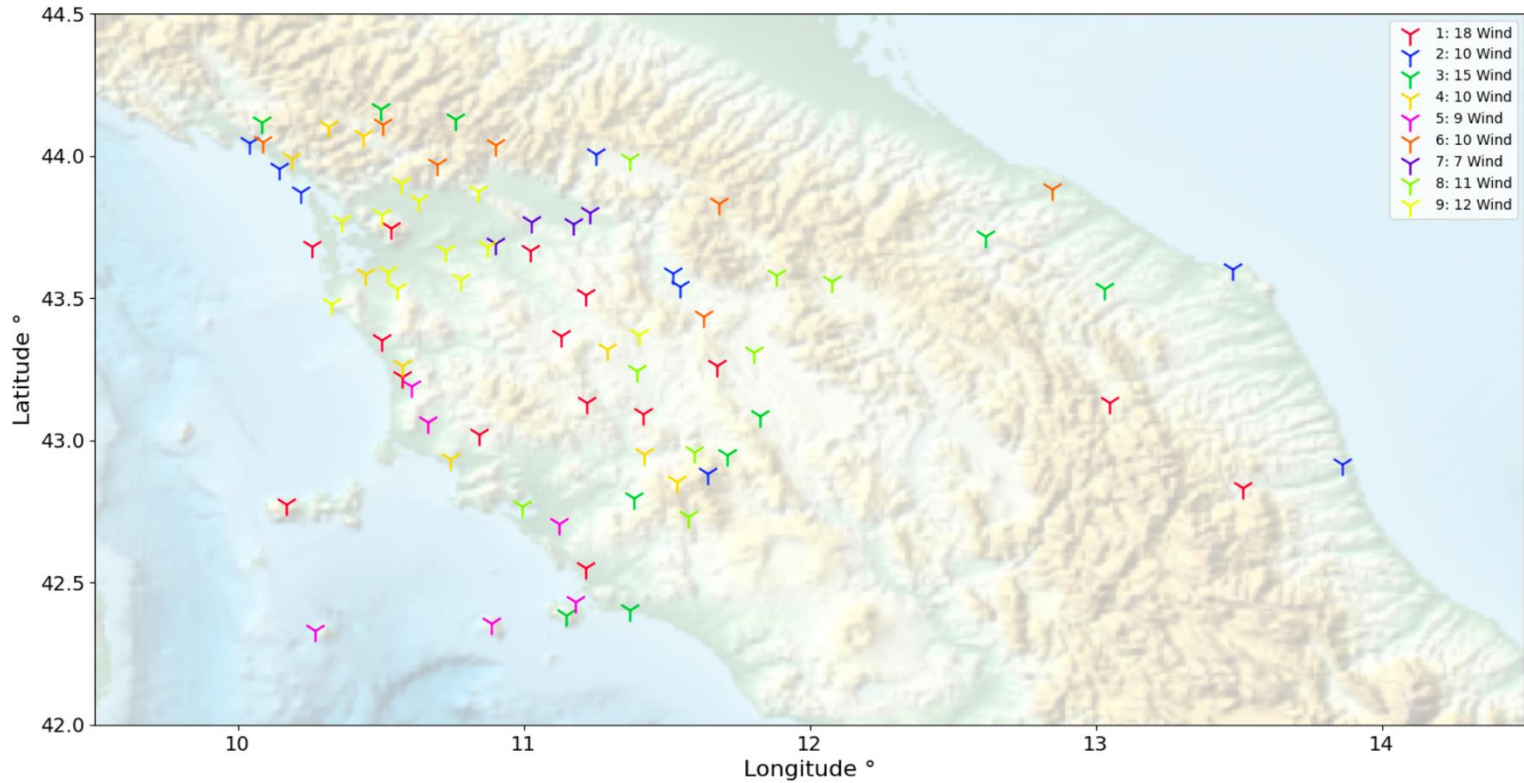 44.5
44.0
43.5
43.0
42.5
42.0
Latitude °
10
11
12
13
14
Longitude °
1: 18 Wind
2: 10 Wind
3: 15 Wind
4: 10 Wind
5: 9 Wind
6: 10 Wind
7: 7 Wind
8: 11 Wind
9: 12 Wind